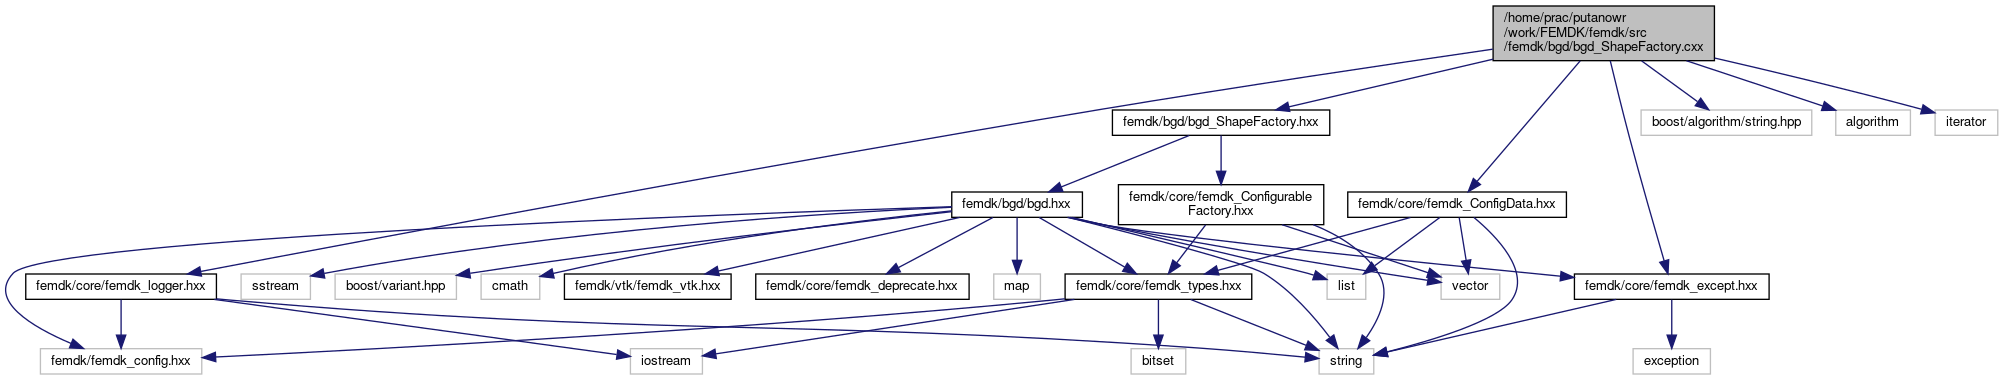 /home/prac/putanowr
/work/FEMDK/femdk/src
/femdk/bgd/bgd_ShapeFactory.cxx
femdk/bgd/bgd_ShapeFactory.hxx
boost/algorithm/string.hpp
algorithm
iterator
femdk/bgd/bgd.hxx
femdk/core/femdk_Configurable
Factory.hxx
femdk/core/femdk_ConfigData.hxx
femdk/core/femdk_logger.hxx
sstream
boost/variant.hpp
cmath
femdk/vtk/femdk_vtk.hxx
femdk/core/femdk_deprecate.hxx
map
femdk/core/femdk_types.hxx
list
vector
femdk/core/femdk_except.hxx
femdk/femdk_config.hxx
iostream
bitset
string
exception